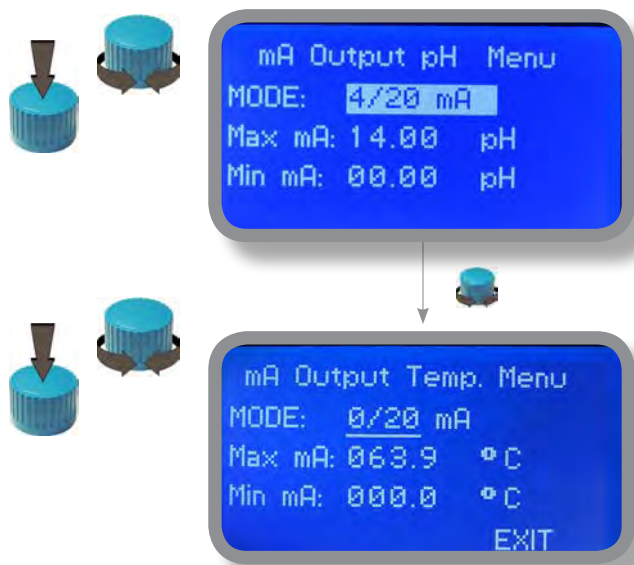 mA Output pH Menu
MODE: 4/20 mA
Max mA: 14.00 pH
Min mA: 00.00 pH
mA Output Temp. Menu
MODE: 0/20 mA
Max mA: 063.9 °C
Min mA: 000.0 °C
EXIT